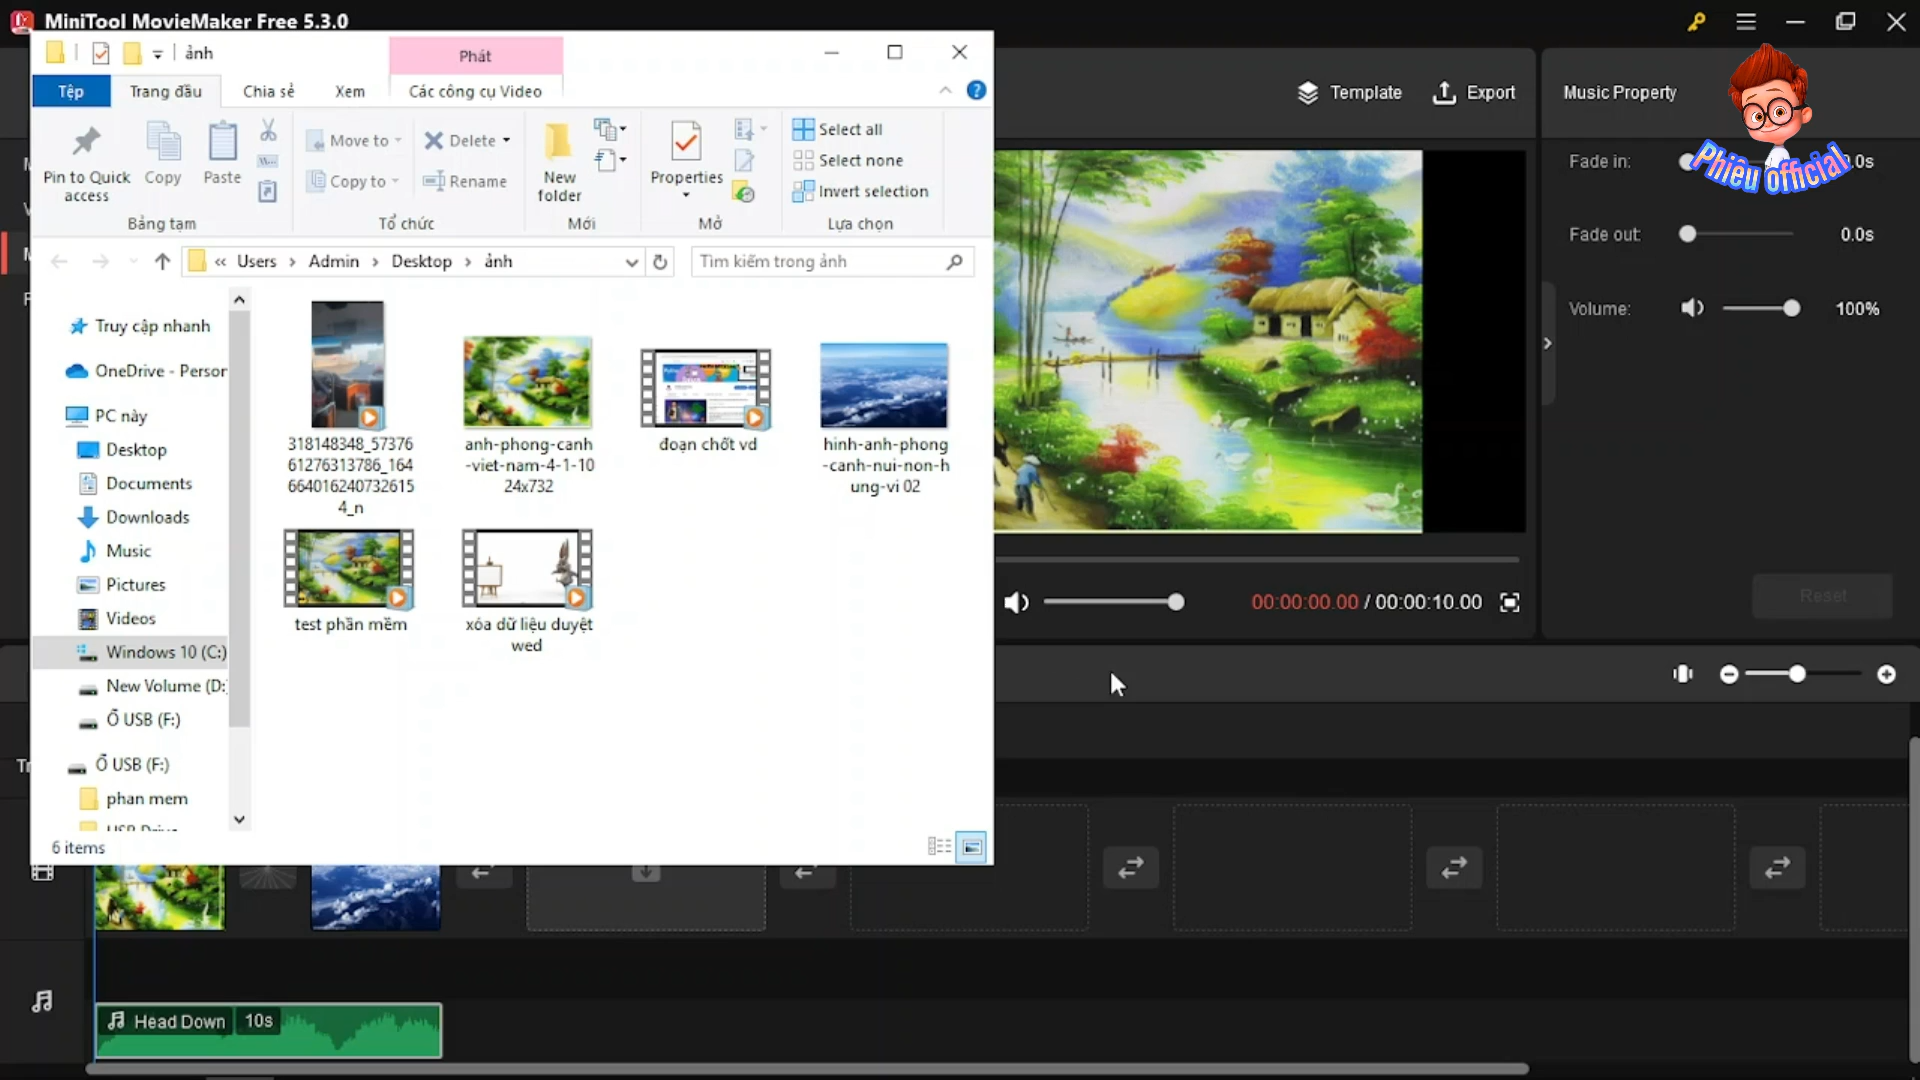 MiniTool MovieMaker Free 5.3.0
ảnh
Phát
Tệp
Trang đầu
Chia sẻ
Xem
Các công cụ Video
Pin to Quick access
Copy
Paste
Bảng tạm
Move to
Copy to
Delete
Rename
Tổ chức
New folder
Mới
Properties
Mở
Select all
Select none
Invert selection
Lựa chọn
« Users > Admin > Desktop > ảnh
Tìm kiếm trong ảnh
Truy cập nhanh
OneDrive - Person
PC này
Desktop
Documents
Downloads
Music
Pictures
Videos
Windows 10 (C:)
New Volume (D:
Ổ USB (F:)
Ổ USB (F:)
phan mem
USB Drive
318148348_57376
61276313786_164
664016240732615
4_n
anh-phong-canh
-viet-nam-4-1-10
24x732
đoạn chốt vd
hinh-anh-phong
-canh-nui-non-h
ung-vi 02
test phần mềm
xóa dữ liệu duyệt
wed
6 items
Template
Export
Music Property
Phiêu official
Fade in:
0.0s
Fade out:
0.0s
Volume:
100%
Reset
00:00:00.00 / 00:00:10.00
Tr
Head Down
10s